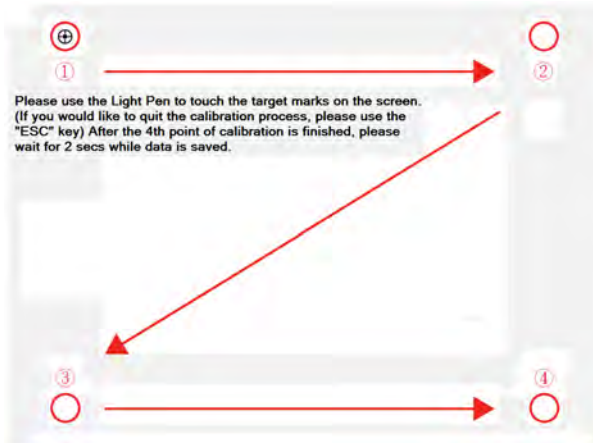 ① ②
Please use the Light Pen to touch the target marks on the screen.
(If you would like to quit the calibration process, please use the
"ESC" key) After the 4th point of calibration is finished, please
wait for 2 secs while data is saved.
③ ④